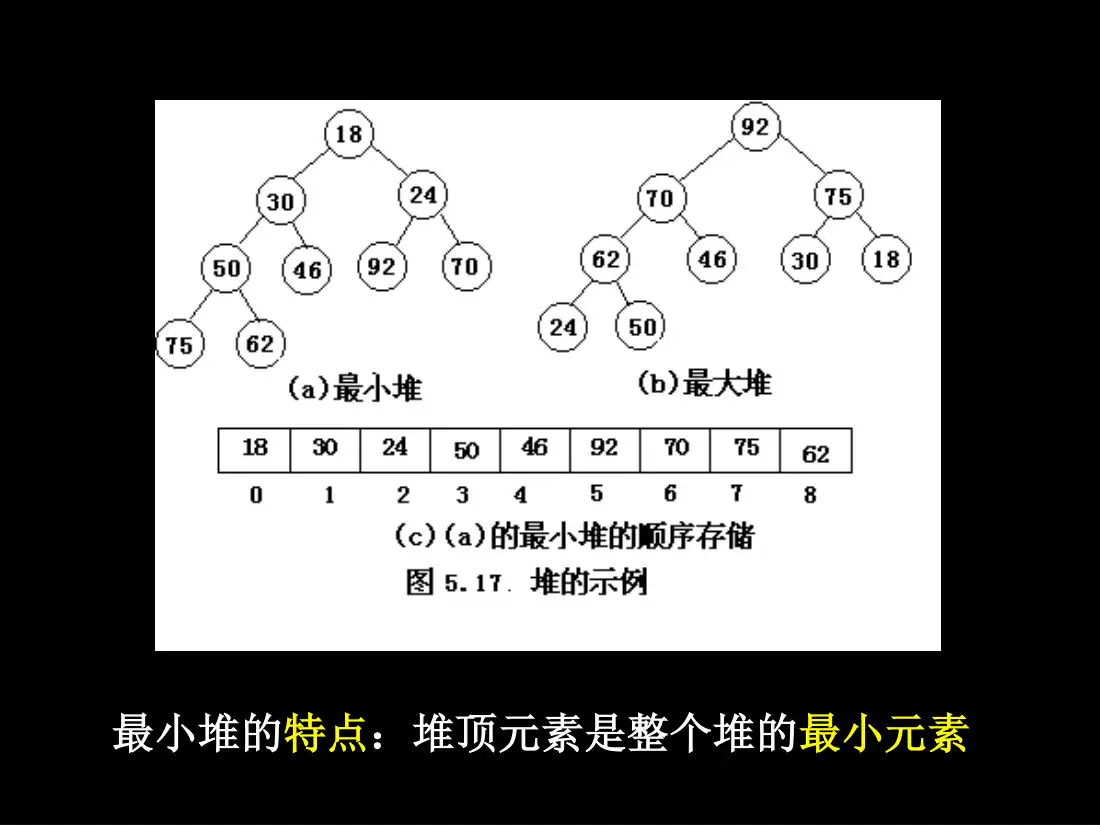 18
92
30 24
70 75
50 46 92 70
62 46 30 18
75 62
24 50
(a)最小堆
(b)最大堆
18 30 24 50 46 92 70 75 62
0 1 2 3 4 5 6 7 8
(c)(a)的最小堆的顺序存储
图 5.17. 堆的示例
最小堆的特点：堆顶元素是整个堆的最小元素